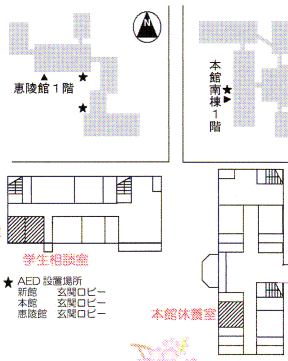 N
恵陵館1階
本館南棟1階
学生相談室
★ AED 設置場所
新館 玄関ロビー
本館 玄関ロビー
恵陵館 玄関ロビー
本館休養室